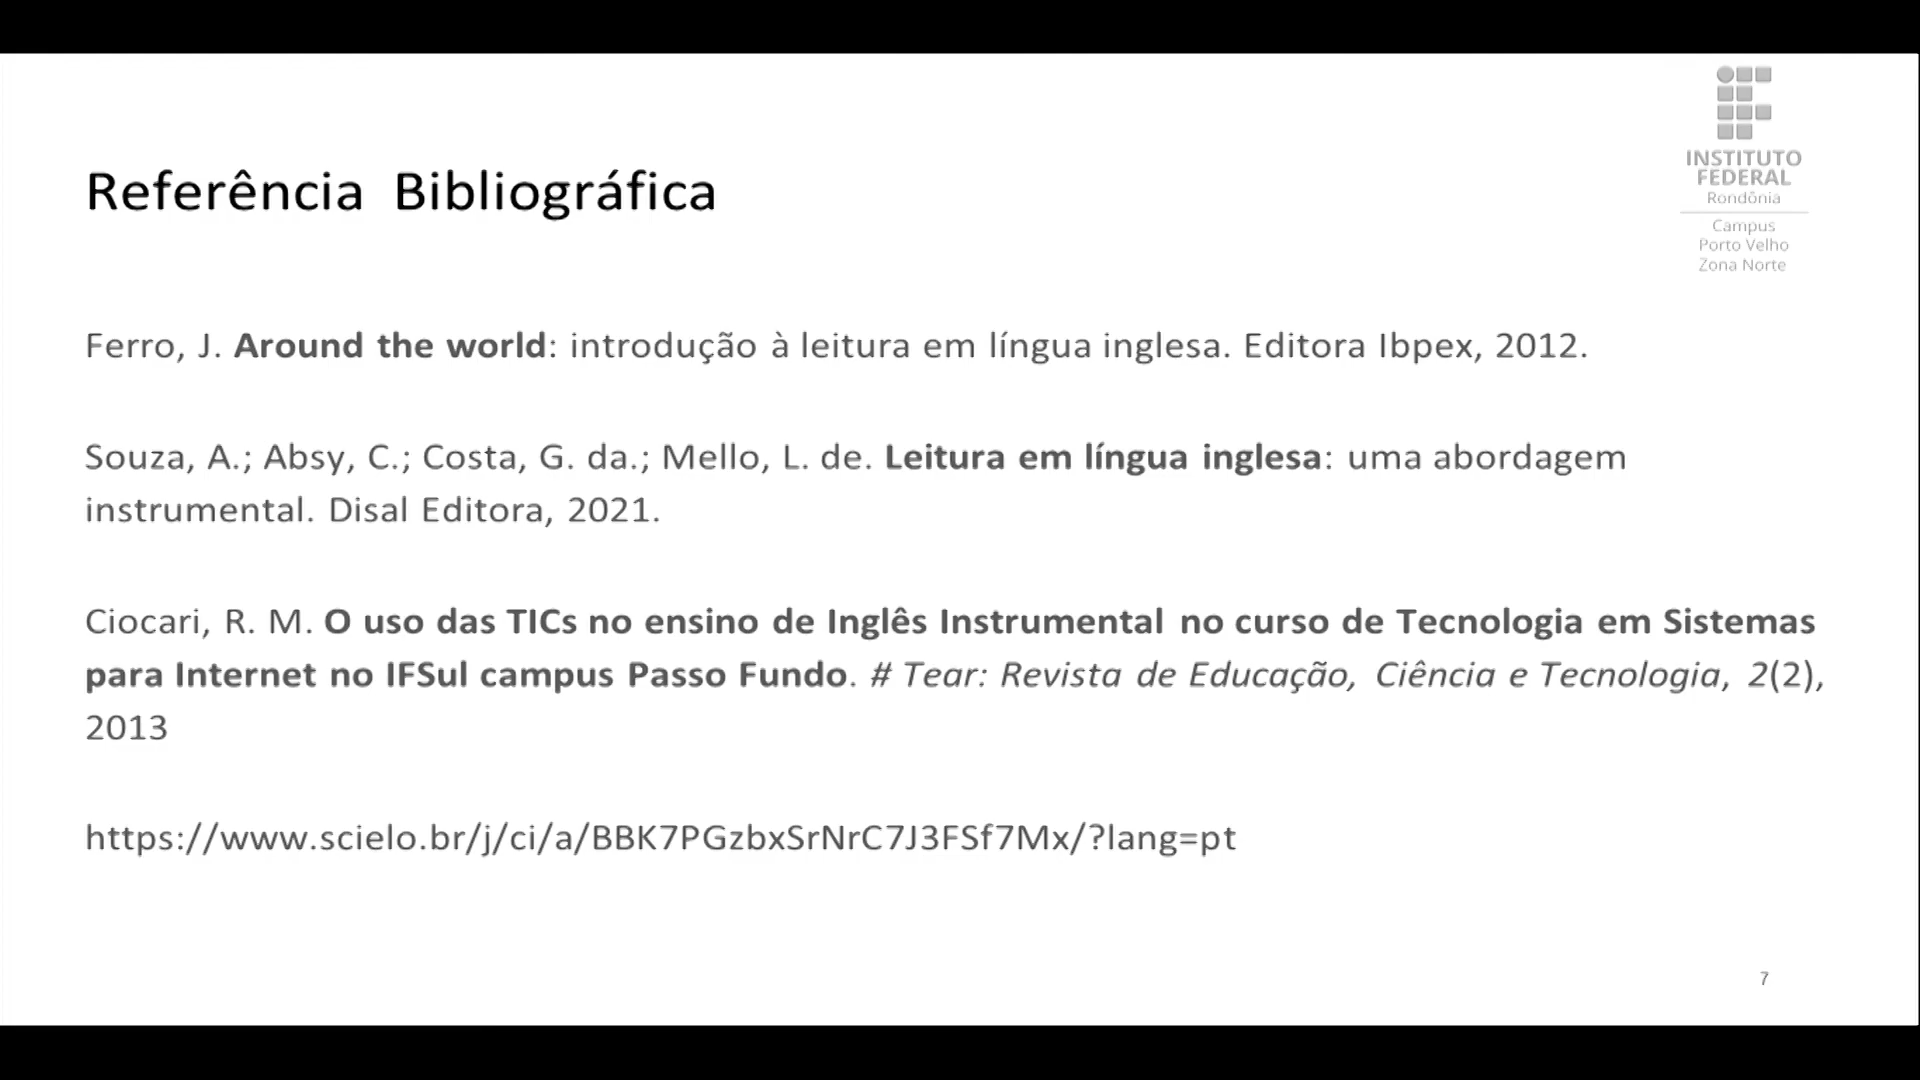 INSTITUTO
FEDERAL
Rondônia
Campus
Porto Velho
Zona Norte
Referência Bibliográfica
Ferro, J. Around the world: introdução à leitura em língua inglesa. Editora Ibpex, 2012.
Souza, A.; Absy, C.; Costa, G. da.; Mello, L. de. Leitura em língua inglesa: uma abordagem
instrumental. Disal Editora, 2021.
Ciocari, R. M. O uso das TICs no ensino de Inglês Instrumental no curso de Tecnologia em Sistemas
para Internet no IFSul campus Passo Fundo. # Tear: Revista de Educação, Ciência e Tecnologia, 2(2),
2013
https://www.scielo.br/j/ci/a/BBK7PGzbxSrNrC7J3FSf7Mx/?lang=pt
7